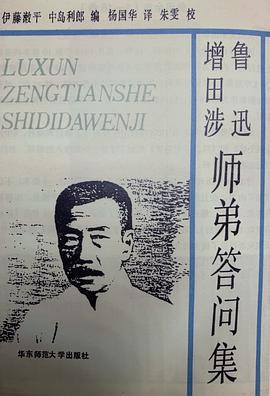 伊藤漱平 中岛利郎 编 杨国华 译 朱雯 校
LUXUN
ZENGTIANSHE
SHIDIDAWENJI
鲁迅
增田涉
师弟答问集
华东师范大学出版社